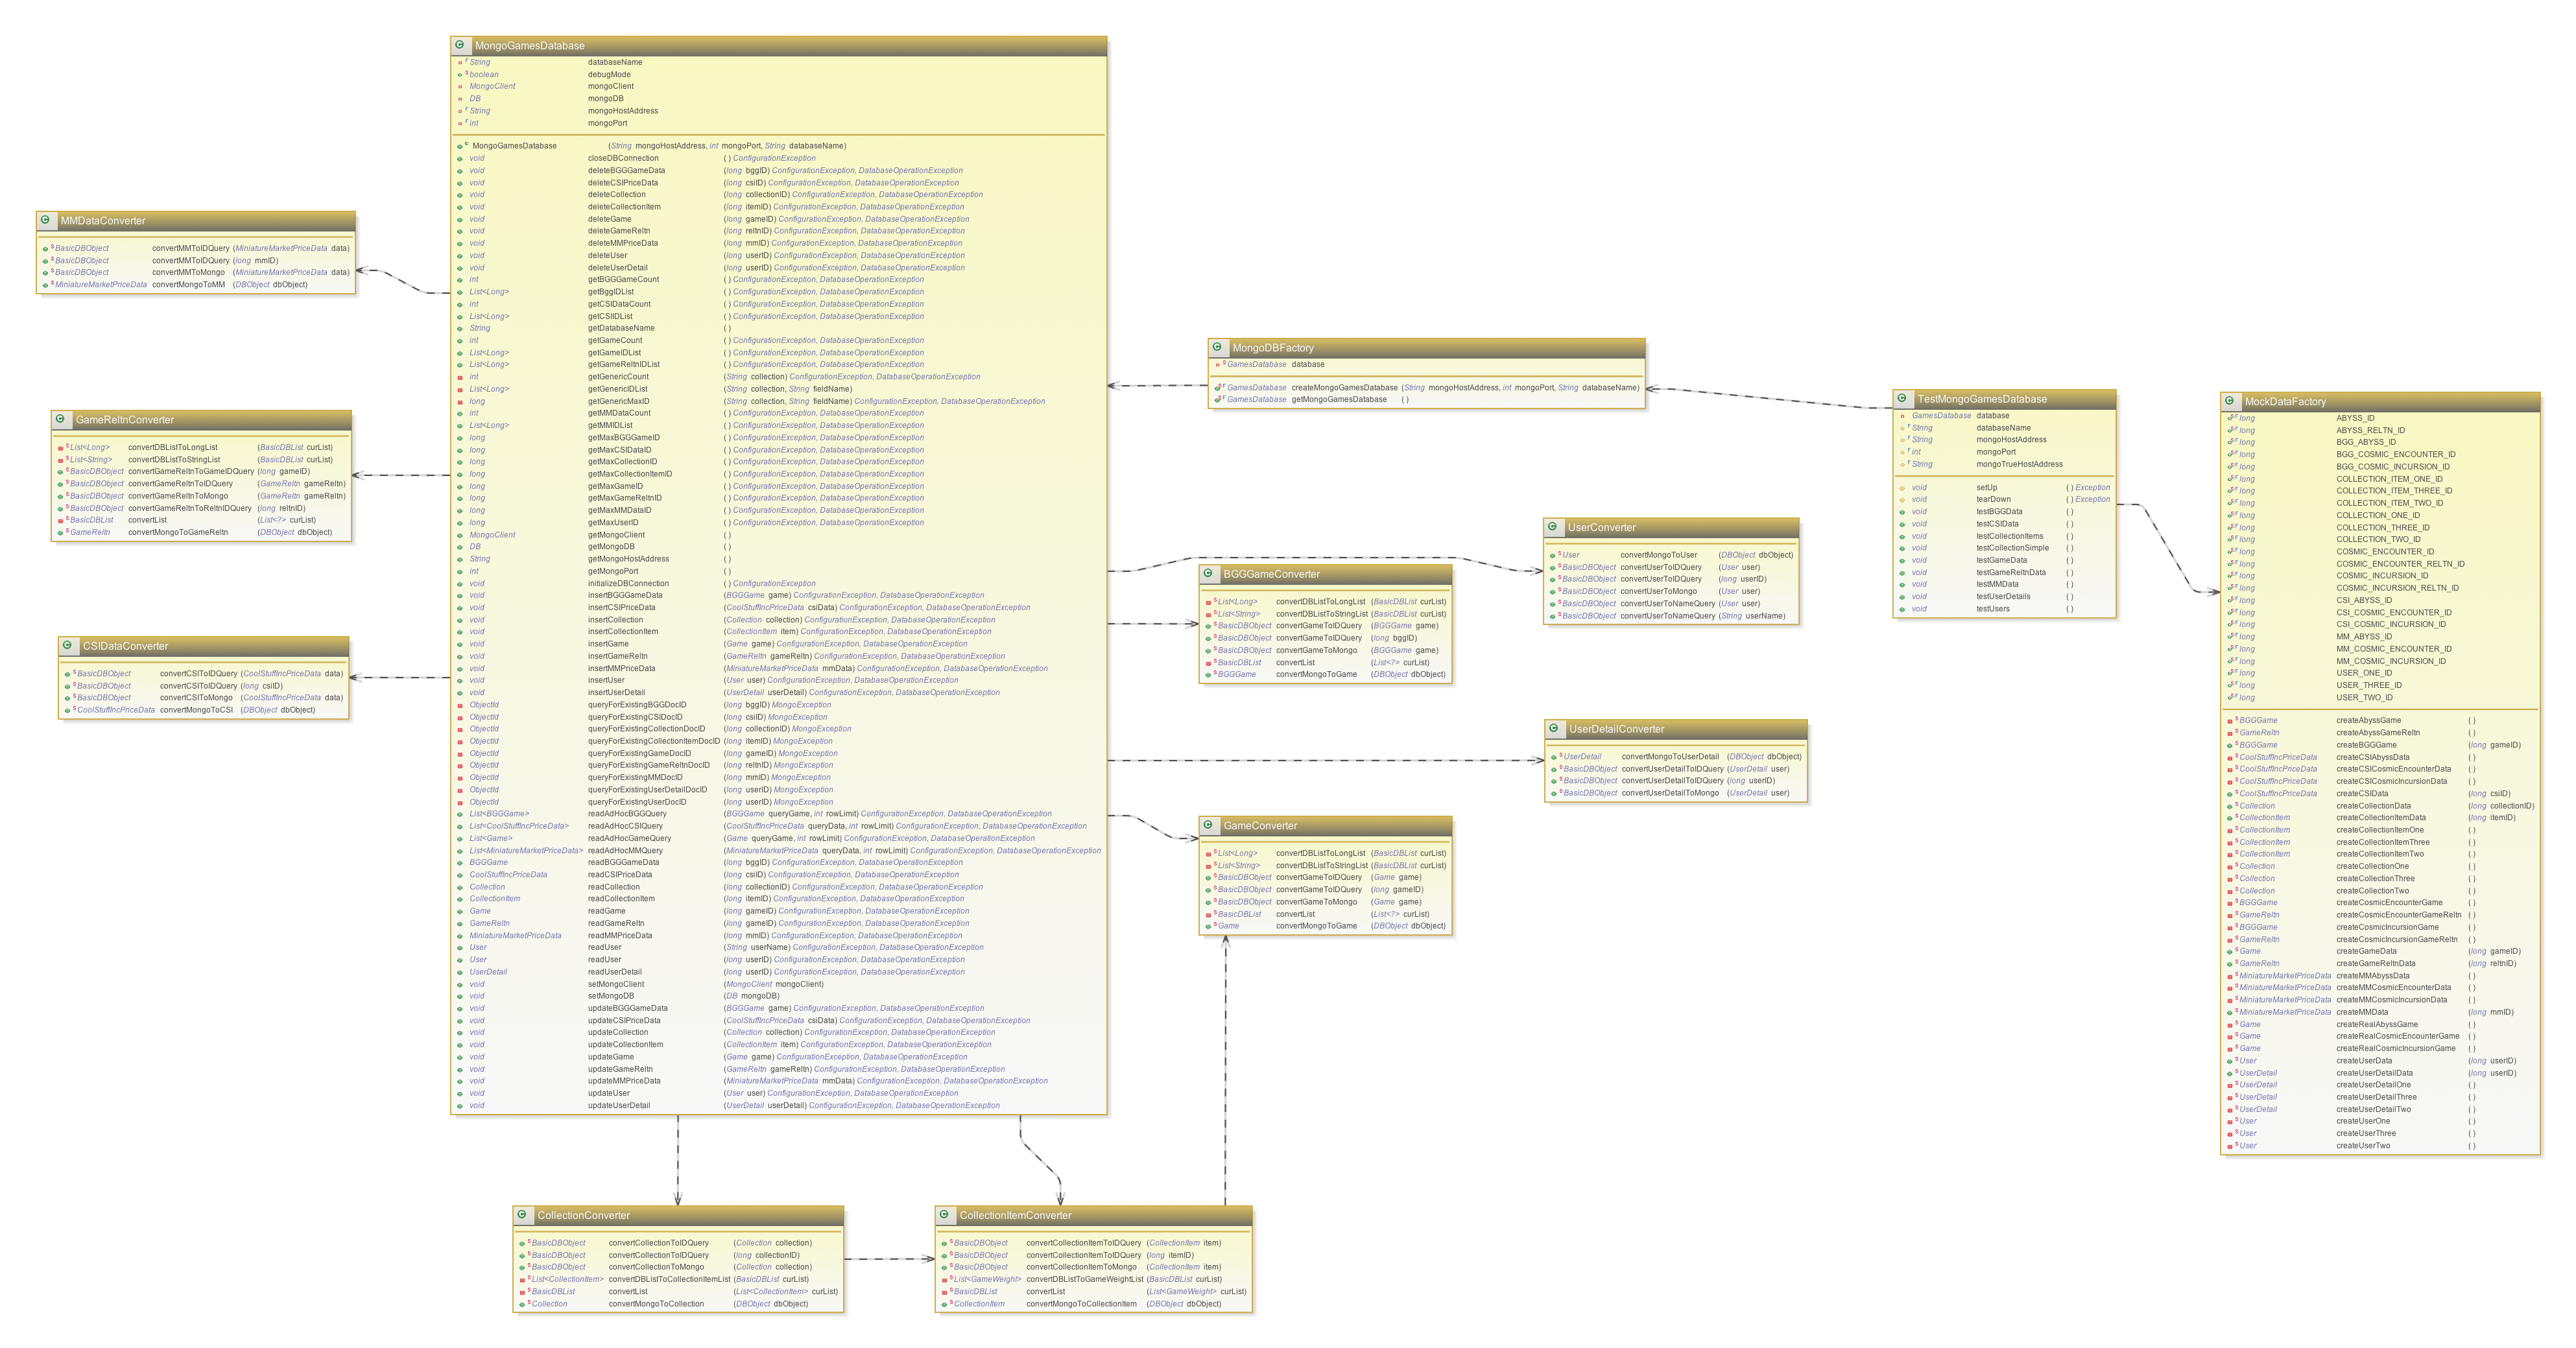 MongoGamesDatabase
String databaseName
boolean debugMode
MongoClient mongoClient
DB mongoDB
String mongoHostAddress
int mongoPort
MongoGamesDatabase (String mongoHostAddress, int mongoPort, String databaseName)
void closeDBConnection ( ) ConfigurationException
void deleteBGGGameData (long bggID) ConfigurationException, DatabaseOperationException
void deleteCSIPriceData (long csiID) ConfigurationException, DatabaseOperationException
void deleteCollection (long collectionID) ConfigurationException, DatabaseOperationException
void deleteCollectionItem (long itemID) ConfigurationException, DatabaseOperationException
void deleteGame (long gameID) ConfigurationException, DatabaseOperationException
void deleteGameReltn (long reltnID) ConfigurationException, DatabaseOperationException
void deleteMMPriceData (long mmID) ConfigurationException, DatabaseOperationException
void deleteUser (long userID) ConfigurationException, DatabaseOperationException
void deleteUserDetail (long userID) ConfigurationException, DatabaseOperationException
int getBGGGameCount ( ) ConfigurationException, DatabaseOperationException
List<Long> getBggIDList ( ) ConfigurationException, DatabaseOperationException
int getCSIDataCount ( ) ConfigurationException, DatabaseOperationException
List<Long> getCSIIDList ( ) ConfigurationException, DatabaseOperationException
String getDatabaseName ( )
int getGameCount ( ) ConfigurationException, DatabaseOperationException
List<Long> getGameIDList ( ) ConfigurationException, DatabaseOperationException
List<Long> getGameReltnIDList ( ) ConfigurationException, DatabaseOperationException
int getGenericCount (String collection) ConfigurationException, DatabaseOperationException
List<Long> getGenericIDList (String collection, String fieldName)
long getGenericMaxID (String collection, String fieldName) ConfigurationException, DatabaseOperationException
int getMMDataCount ( ) ConfigurationException, DatabaseOperationException
List<Long> getMMIDList ( ) ConfigurationException, DatabaseOperationException
long getMaxBGGGameID ( ) ConfigurationException, DatabaseOperationException
long getMaxCSIDataID ( ) ConfigurationException, DatabaseOperationException
long getMaxCollectionID ( ) ConfigurationException, DatabaseOperationException
long getMaxCollectionItemID ( ) ConfigurationException, DatabaseOperationException
long getMaxGameID ( ) ConfigurationException, DatabaseOperationException
long getMaxGameReltnID ( ) ConfigurationException, DatabaseOperationException
long getMaxMMDataID ( ) ConfigurationException, DatabaseOperationException
long getMaxUserID ( ) ConfigurationException, DatabaseOperationException
MongoClient getMongoClient ( )
DB getMongoDB ( )
String getMongoHostAddress ( )
int getMongoPort ( )
void initializeDBConnection ( ) ConfigurationException
void insertBGGGameData (BGGGame game) ConfigurationException, DatabaseOperationException
void insertCSIPriceData (CoolStuffIncPriceData csiData) ConfigurationException, DatabaseOperationException
void insertCollection (Collection collection) ConfigurationException, DatabaseOperationException
void insertCollectionItem (CollectionItem item) ConfigurationException, DatabaseOperationException
void insertGame (Game game) ConfigurationException, DatabaseOperationException
void insertGameReltn (GameReltn gameReltn) ConfigurationException, DatabaseOperationException
void insertMMPriceData (MiniatureMarketPriceData mmData) ConfigurationException, DatabaseOperationException
void insertUser (User user) ConfigurationException, DatabaseOperationException
void insertUserDetail (UserDetail userDetail) ConfigurationException, DatabaseOperationException
ObjectId queryForExistingBGGDocID (long bggID) MongoException
ObjectId queryForExistingCSIDocID (long csiID) MongoException
ObjectId queryForExistingCollectionDocID (long collectionID) MongoException
ObjectId queryForExistingCollectionItemDocID (long itemID) MongoException
ObjectId queryForExistingGameDocID (long gameID) MongoException
ObjectId queryForExistingGameReltnDocID (long reltnID) MongoException
ObjectId queryForExistingMMDocID (long mmID) MongoException
ObjectId queryForExistingUserDetailDocID (long userID) MongoException
ObjectId queryForExistingUserDocID (long userID) MongoException
List<BGGGame> readAdHocBGGQuery (BGGGame queryGame, int rowLimit) ConfigurationException, DatabaseOperationException
List<CoolStuffIncPriceData> readAdHocCSIQuery (CoolStuffIncPriceData queryData, int rowLimit) ConfigurationException, DatabaseOperationException
List<Game> readAdHocGameQuery (Game queryGame, int rowLimit) ConfigurationException, DatabaseOperationException
List<MiniatureMarketPriceData> readAdHocMMQuery (MiniatureMarketPriceData queryData, int rowLimit) ConfigurationException, DatabaseOperationException
BGGGame readBGGGameData (long bggID) ConfigurationException, DatabaseOperationException
CoolStuffIncPriceData readCSIPriceData (long csiID) ConfigurationException, DatabaseOperationException
Collection readCollection (long collectionID) ConfigurationException, DatabaseOperationException
CollectionItem readCollectionItem (long itemID) ConfigurationException, DatabaseOperationException
Game readGame (long gameID) ConfigurationException, DatabaseOperationException
GameReltn readGameReltn (long gameID) ConfigurationException, DatabaseOperationException
MiniatureMarketPriceData readMMPriceData (long mmID) ConfigurationException, DatabaseOperationException
User readUser (String userName) ConfigurationException, DatabaseOperationException
User readUser (long userID) ConfigurationException, DatabaseOperationException
UserDetail readUserDetail (long userID) ConfigurationException, DatabaseOperationException
void setMongoClient (MongoClient mongoClient)
void setMongoDB (DB mongoDB)
void updateBGGGameData (BGGGame game) ConfigurationException, DatabaseOperationException
void updateCSIPriceData (CoolStuffIncPriceData csiData) ConfigurationException, DatabaseOperationException
void updateCollection (Collection collection) ConfigurationException, DatabaseOperationException
void updateCollectionItem (CollectionItem item) ConfigurationException, DatabaseOperationException
void updateGame (Game game) ConfigurationException, DatabaseOperationException
void updateGameReltn (GameReltn gameReltn) ConfigurationException, DatabaseOperationException
void updateMMPriceData (MiniatureMarketPriceData mmData) ConfigurationException, DatabaseOperationException
void updateUser (User user) ConfigurationException, DatabaseOperationException
void updateUserDetail (UserDetail userDetail) ConfigurationException, DatabaseOperationException
MMDataConverter
BasicDBObject convertMMToIDQuery (MiniatureMarketPriceData data)
BasicDBObject convertMMToIDQuery (long mmID)
BasicDBObject convertMMToMongo (MiniatureMarketPriceData data)
MiniatureMarketPriceData convertMongoToMM (DBObject dbObject)
GameReltnConverter
List<Long> convertDBListToLongList (BasicDBList curList)
List<String> convertDBListToStringList (BasicDBList curList)
BasicDBObject convertGameReltnToGameIDQuery (long gameID)
BasicDBObject convertGameReltnToIDQuery (GameReltn gameReltn)
BasicDBObject convertGameReltnToMongo (GameReltn gameReltn)
BasicDBObject convertGameReltnToReltnIDQuery (long reltnID)
BasicDBList convertList (List<?> curList)
GameReltn convertMongoToGameReltn (DBObject dbObject)
CSIDataConverter
BasicDBObject convertCSIToIDQuery (CoolStuffIncPriceData data)
BasicDBObject convertCSIToIDQuery (long csiID)
BasicDBObject convertCSIToMongo (CoolStuffIncPriceData data)
CoolStuffIncPriceData convertMongoToCSI (DBObject dbObject)
MongoDBFactory
GamesDatabase database
GamesDatabase createMongoGamesDatabase (String mongoHostAddress, int mongoPort, String databaseName)
GamesDatabase getMongoGamesDatabase ( )
UserConverter
User convertMongoToUser (DBObject dbObject)
BasicDBObject convertUserToIDQuery (User user)
BasicDBObject convertUserToIDQuery (long userID)
BasicDBObject convertUserToMongo (User user)
BasicDBObject convertUserToNameQuery (User user)
BasicDBObject convertUserToNameQuery (String userName)
BGGGameConverter
List<Long> convertDBListToLongList (BasicDBList curList)
List<String> convertDBListToStringList (BasicDBList curList)
BasicDBObject convertGameToIDQuery (BGGGame game)
BasicDBObject convertGameToIDQuery (long bggID)
BasicDBObject convertGameToMongo (BGGGame game)
BasicDBList convertList (List<?> curList)
BGGGame convertMongoToGame (DBObject dbObject)
UserDetailConverter
UserDetail convertMongoToUserDetail (DBObject dbObject)
BasicDBObject convertUserDetailToIDQuery (UserDetail user)
BasicDBObject convertUserDetailToIDQuery (long userID)
BasicDBObject convertUserDetailToMongo (UserDetail user)
GameConverter
List<Long> convertDBListToLongList (BasicDBList curList)
List<String> convertDBListToStringList (BasicDBList curList)
BasicDBObject convertGameToIDQuery (Game game)
BasicDBObject convertGameToIDQuery (long gameID)
BasicDBObject convertGameToMongo (Game game)
BasicDBList convertList (List<?> curList)
Game convertMongoToGame (DBObject dbObject)
CollectionConverter
BasicDBObject convertCollectionToIDQuery (Collection collection)
BasicDBObject convertCollectionToIDQuery (long collectionID)
BasicDBObject convertCollectionToMongo (Collection collection)
List<CollectionItem> convertDBListToCollectionItemList (BasicDBList curList)
BasicDBList convertList (List<CollectionItem> curList)
Collection convertMongoToCollection (DBObject dbObject)
CollectionItemConverter
BasicDBObject convertCollectionItemToIDQuery (CollectionItem item)
BasicDBObject convertCollectionItemToIDQuery (long itemID)
BasicDBObject convertCollectionItemToMongo (CollectionItem item)
List<GameWeight> convertDBListToGameWeightList (BasicDBList curList)
BasicDBList convertList (List<GameWeight> curList)
CollectionItem convertMongoToCollectionItem (DBObject dbObject)
TestMongoGamesDatabase
GamesDatabase database
String databaseName
String mongoHostAddress
int mongoPort
String mongoTrueHostAddress
void setUp ( ) Exception
void tearDown ( ) Exception
void testBGGData ( )
void testCSIData ( )
void testCollectionItems ( )
void testCollectionSimple ( )
void testGameData ( )
void testGameReltnData ( )
void testMMData ( )
void testUserDetails ( )
void testUsers ( )
MockDataFactory
long ABYSS_ID
long ABYSS_RELTN_ID
long BGG_ABYSS_ID
long BGG_COSMIC_ENCOUNTER_ID
long BGG_COSMIC_INCURSION_ID
long COLLECTION_ITEM_ONE_ID
long COLLECTION_ITEM_THREE_ID
long COLLECTION_ITEM_TWO_ID
long COLLECTION_ONE_ID
long COLLECTION_THREE_ID
long COLLECTION_TWO_ID
long COSMIC_ENCOUNTER_ID
long COSMIC_ENCOUNTER_RELTN_ID
long COSMIC_INCURSION_ID
long COSMIC_INCURSION_RELTN_ID
long CSI_ABYSS_ID
long CSI_COSMIC_ENCOUNTER_ID
long CSI_COSMIC_INCURSION_ID
long MM_ABYSS_ID
long MM_COSMIC_ENCOUNTER_ID
long MM_COSMIC_INCURSION_ID
long USER_ONE_ID
long USER_THREE_ID
long USER_TWO_ID
BGGGame createAbyssGame ( )
GameReltn createAbyssGameReltn ( )
BGGGame createBGGGame (long gameID)
CoolStuffIncPriceData createCSIAbyssData ( )
CoolStuffIncPriceData createCSICosmicEncounterData ( )
CoolStuffIncPriceData createCSICosmicIncursionData ( )
CoolStuffIncPriceData createCSIData (long csiID)
Collection createCollectionData (long collectionID)
CollectionItem createCollectionItemData (long itemID)
CollectionItem createCollectionItemOne ( )
CollectionItem createCollectionItemThree ( )
CollectionItem createCollectionItemTwo ( )
Collection createCollectionOne ( )
Collection createCollectionThree ( )
Collection createCollectionTwo ( )
BGGGame createCosmicEncounterGame ( )
GameReltn createCosmicEncounterGameReltn ( )
BGGGame createCosmicIncursionGame ( )
GameReltn createCosmicIncursionGameReltn ( )
Game createGameData (long gameID)
GameReltn createGameReltnData (long reltnID)
MiniatureMarketPriceData createMMAbyssData ( )
MiniatureMarketPriceData createMMCosmicEncounterData ( )
MiniatureMarketPriceData createMMCosmicIncursionData ( )
MiniatureMarketPriceData createMMData (long mmID)
Game createRealAbyssGame ( )
Game createRealCosmicEncounterGame ( )
Game createRealCosmicIncursionGame ( )
User createUserData (long userID)
UserDetail createUserDetailData (long userID)
UserDetail createUserDetailOne ( )
UserDetail createUserDetailThree ( )
UserDetail createUserDetailTwo ( )
User createUserOne ( )
User createUserThree ( )
User createUserTwo ( )